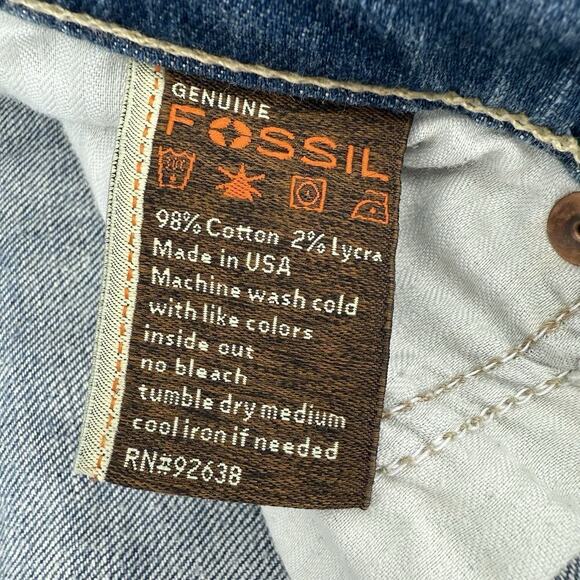 GENUINE
FOSSIL
98% Cotton 2% Lycra
Made in USA
Machine wash cold
with like colors
inside out
no bleach
tumble dry medium
cool iron if needed
RN#92638